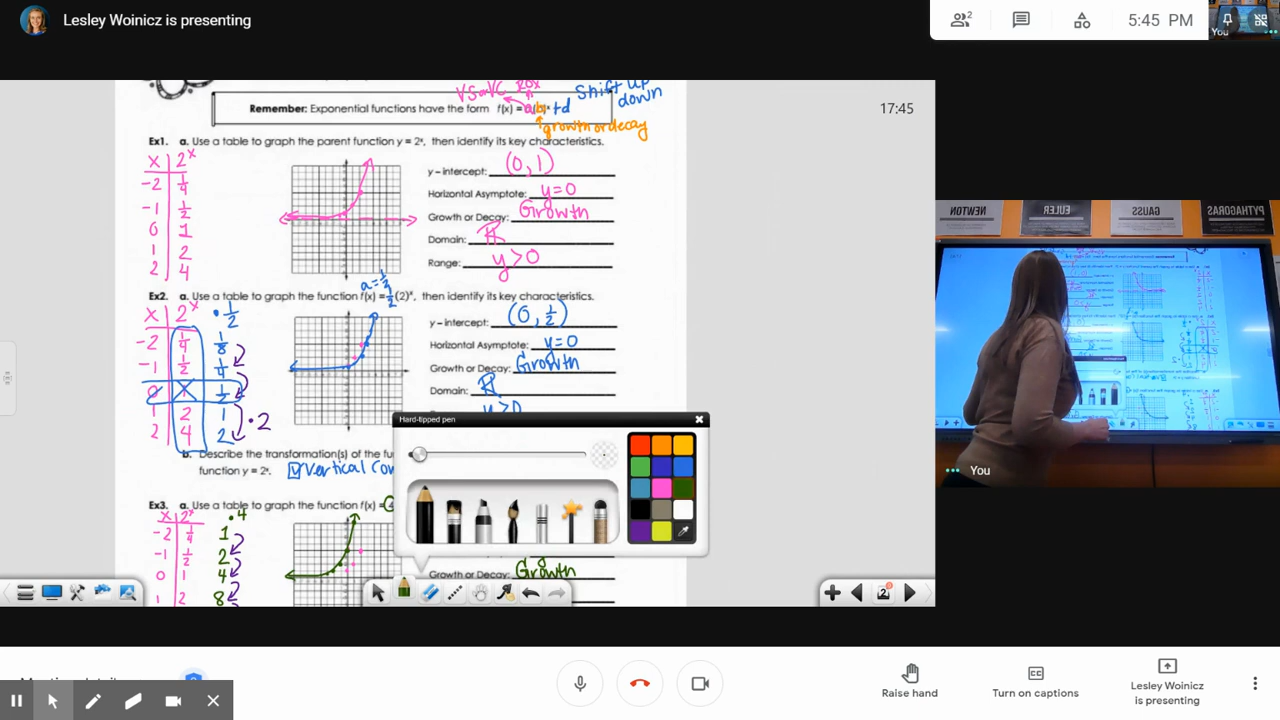 Lesley Woinicz is presenting
2
5:45 PM
You
17:45
VS or VC
Shift up
down
Remember: Exponential functions have the form f(x) = a(b)ˣ +d
growth or decay
Ex1. a. Use a table to graph the parent function y = 2ˣ, then identify its key characteristics.
x 2ˣ
-2 1/4
-1 1/2
0 1
1 2
2 4
y – intercept: (0, 1)
Horizontal Asymptote: y=0
Growth or Decay: Growth
Domain: ℝ
Range: y>0
a=1/2
Ex2. a. Use a table to graph the function f(x) = 1/2(2)ˣ, then identify its key characteristics.
x 2ˣ •1/2
-2 1/4 1/8
-1 1/2 1/4
0 1 1/2
1 2 1
2 4 2
•2
y – intercept: (0, 1/2)
Horizontal Asymptote: y=0
Growth or Decay: Growth
Domain: ℝ
y>0
b. Describe the transformation(s) of the fu
function y = 2ˣ. Vertical Com
Ex3. a. Use a table to graph the function f(x) =
x 2ˣ •4
-2 1/4 1
-1 1/2 2
0 1 4
1 2 8
Growth or Decay: Growth
Hard-tipped pen
2
NEWTON
EULER
GAUSS
PYTHAGORAS
You
Raise hand
Turn on captions
Lesley Woinicz
is presenting